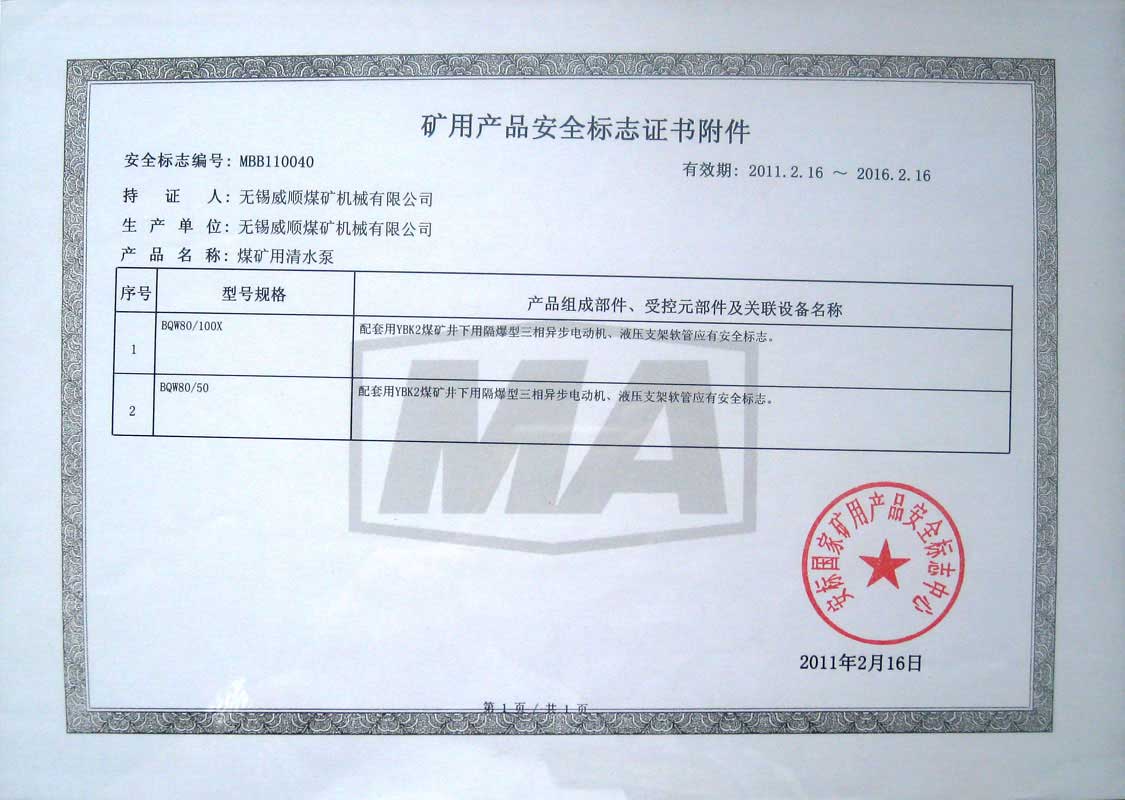 矿用产品安全标志证书附件
安全标志编号: MBB110040
有效期: 2011.2.16 ～ 2016.2.16
持 证 人: 无锡威顺煤矿机械有限公司
生 产 单 位: 无锡威顺煤矿机械有限公司
产 品 名 称: 煤矿用清水泵
序号 型号规格 产品组成部件、受控元部件及关联设备名称
1 BQW80/100X 配套用YBK2煤矿井下用隔爆型三相异步电动机、液压支架软管应有安全标志。
2 BQW80/50 配套用YBK2煤矿井下用隔爆型三相异步电动机、液压支架软管应有安全标志。
MA
安标国家矿用产品安全标志中心
2011年2月16日
第 1 页 / 共 1 页